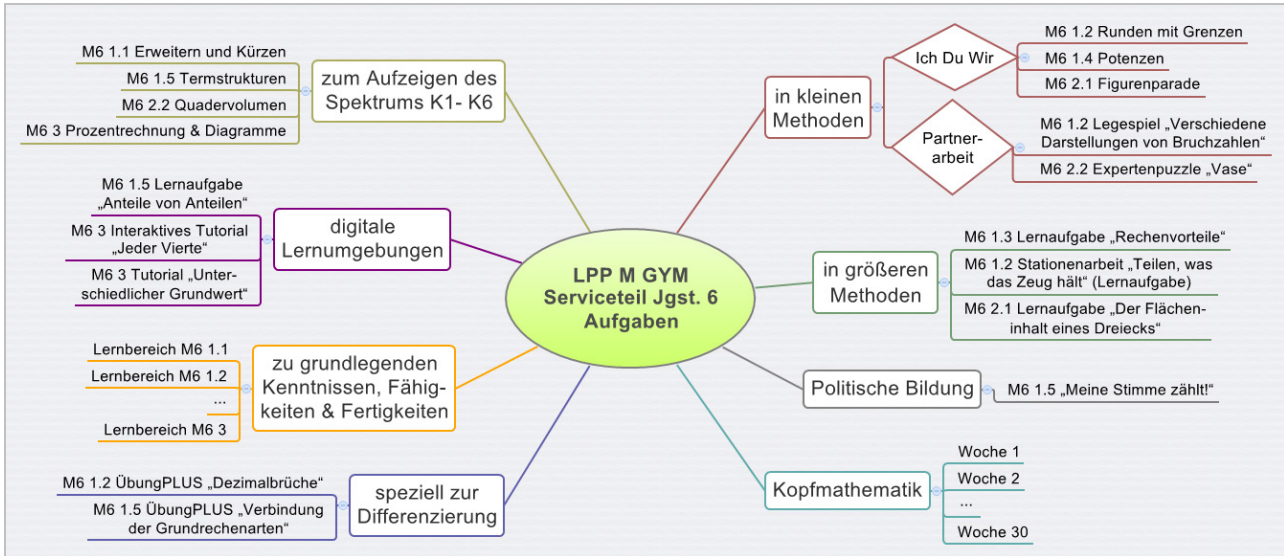 LPP M GYM
Serviceteil Jgst. 6
Aufgaben
zum Aufzeigen des
Spektrums K1- K6
M6 1.1 Erweitern und Kürzen
M6 1.5 Termstrukturen
M6 2.2 Quadervolumen
M6 3 Prozentrechnung & Diagramme
digitale
Lernumgebungen
M6 1.5 Lernaufgabe
„Anteile von Anteilen“
M6 3 Interaktives Tutorial
„Jeder Vierte“
M6 3 Tutorial „Unter-
schiedlicher Grundwert“
zu grundlegenden
Kenntnissen, Fähig-
keiten & Fertigkeiten
Lernbereich M6 1.1
Lernbereich M6 1.2
...
Lernbereich M6 3
speziell zur
Differenzierung
M6 1.2 ÜbungPLUS „Dezimalbrüche“
M6 1.5 ÜbungPLUS „Verbindung
der Grundrechenarten“
in kleinen
Methoden
Ich Du Wir
M6 1.2 Runden mit Grenzen
M6 1.4 Potenzen
M6 2.1 Figurenparade
Partner-
arbeit
M6 1.2 Legespiel „Verschiedene
Darstellungen von Bruchzahlen“
M6 2.2 Expertenpuzzle „Vase“
in größeren
Methoden
M6 1.3 Lernaufgabe „Rechenvorteile“
M6 1.2 Stationenarbeit „Teilen, was
das Zeug hält“ (Lernaufgabe)
M6 2.1 Lernaufgabe „Der Flächen-
inhalt eines Dreiecks“
Politische Bildung
M6 1.5 „Meine Stimme zählt!“
Kopfmathematik
Woche 1
Woche 2
...
Woche 30